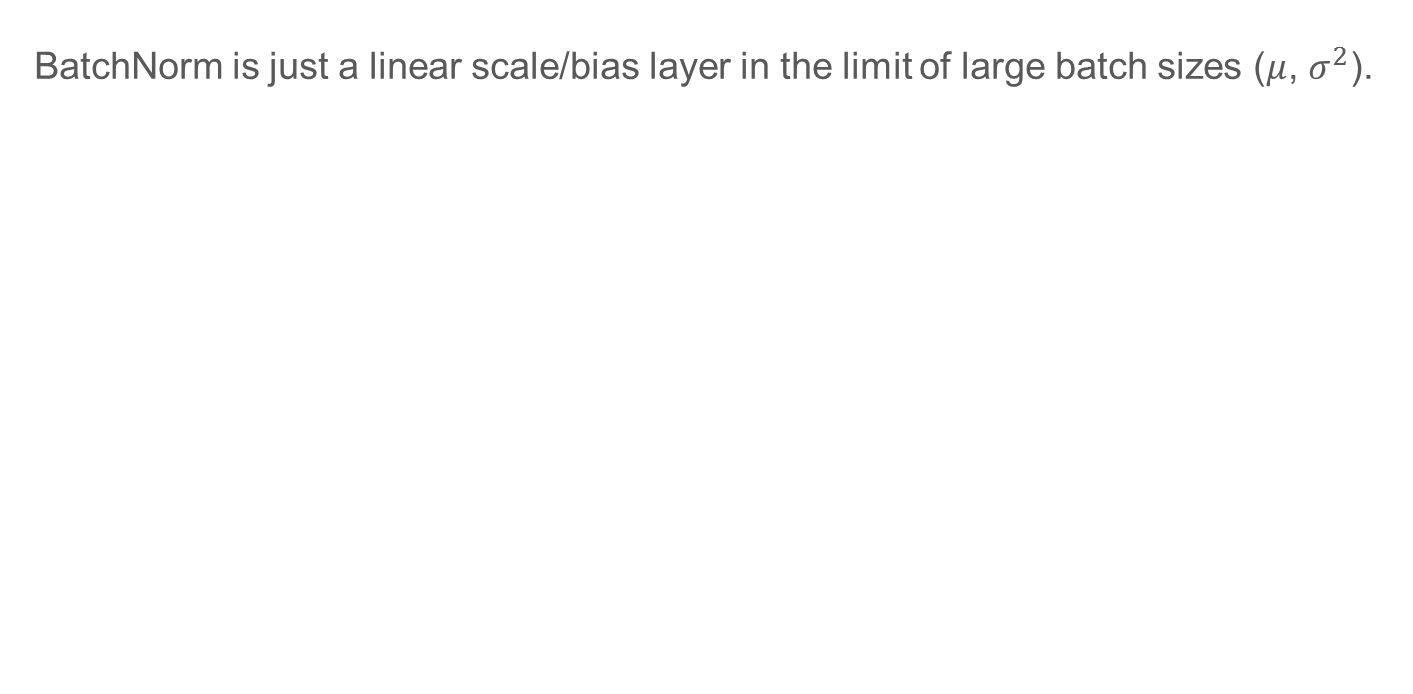 BatchNorm is just a linear scale/bias layer in the limit of large batch sizes (𝜇, 𝜎²).